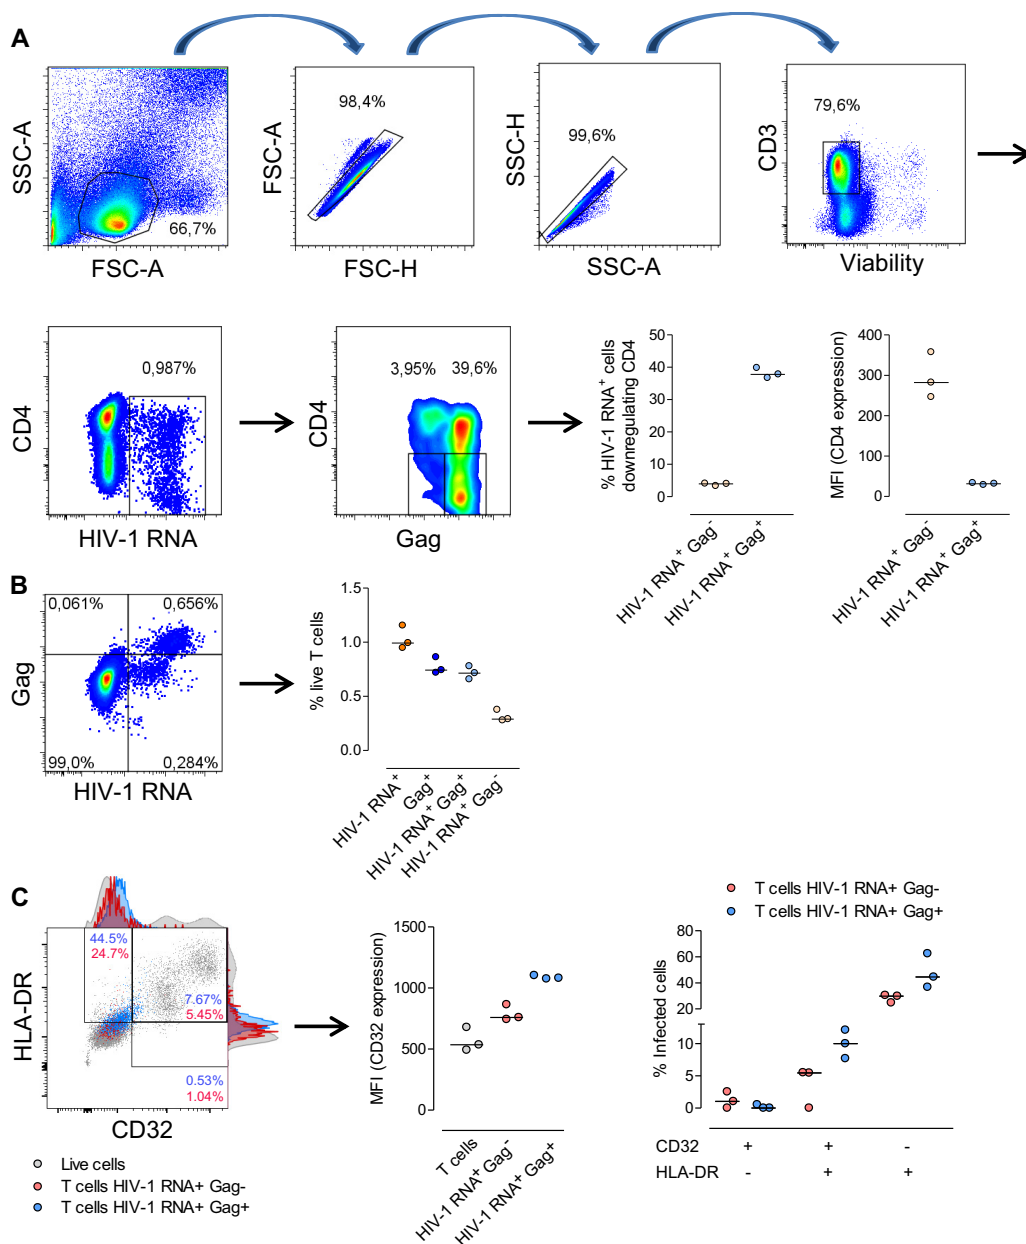 A
SSC-A
66,7%
FSC-A
98,4%
FSC-A
FSC-H
99,6%
SSC-H
SSC-A
79,6%
CD3
Viability
0,987%
CD4
HIV-1 RNA
3,95% 39,6%
CD4
Gag
% HIV-1 RNA⁺ cells
downregulating CD4
50
40
30
20
10
0
HIV-1 RNA⁺ Gag⁻
HIV-1 RNA⁺ Gag⁺
MFI (CD4 expression)
400
300
200
100
0
HIV-1 RNA⁺ Gag⁻
HIV-1 RNA⁺ Gag⁺
B
0,061% 0,656%
Gag
99,0% 0,284%
HIV-1 RNA
% live T cells
1.5
1.0
0.5
0.0
HIV-1 RNA⁺
Gag⁺
HIV-1 RNA⁺ Gag⁺
HIV-1 RNA⁺ Gag⁻
C
44.5%
24.7%
7.67%
5.45%
0.53%
1.04%
HLA-DR
CD32
Live cells
T cells HIV-1 RNA+ Gag-
T cells HIV-1 RNA+ Gag+
MFI (CD32 expression)
1500
1000
500
0
T cells
HIV-1 RNA⁺ Gag⁻
HIV-1 RNA⁺ Gag⁺
T cells HIV-1 RNA+ Gag-
T cells HIV-1 RNA+ Gag+
% Infected cells
80
60
40
20
10
5
0
CD32 + + -
HLA-DR - + +